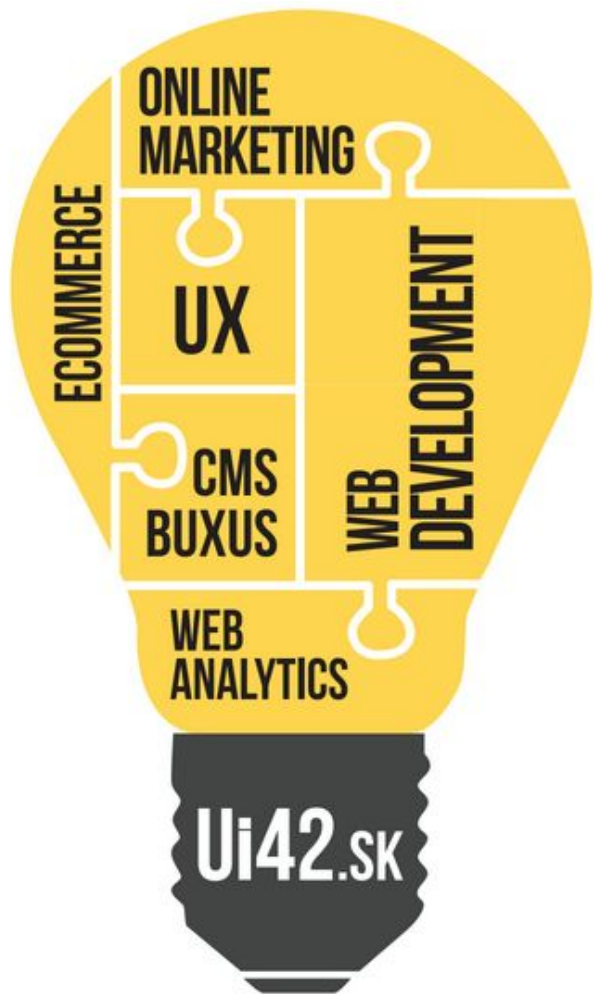 ONLINE
MARKETING
ECOMMERCE
UX
WEB
DEVELOPMENT
CMS
BUXUS
WEB
ANALYTICS
Ui42.SK